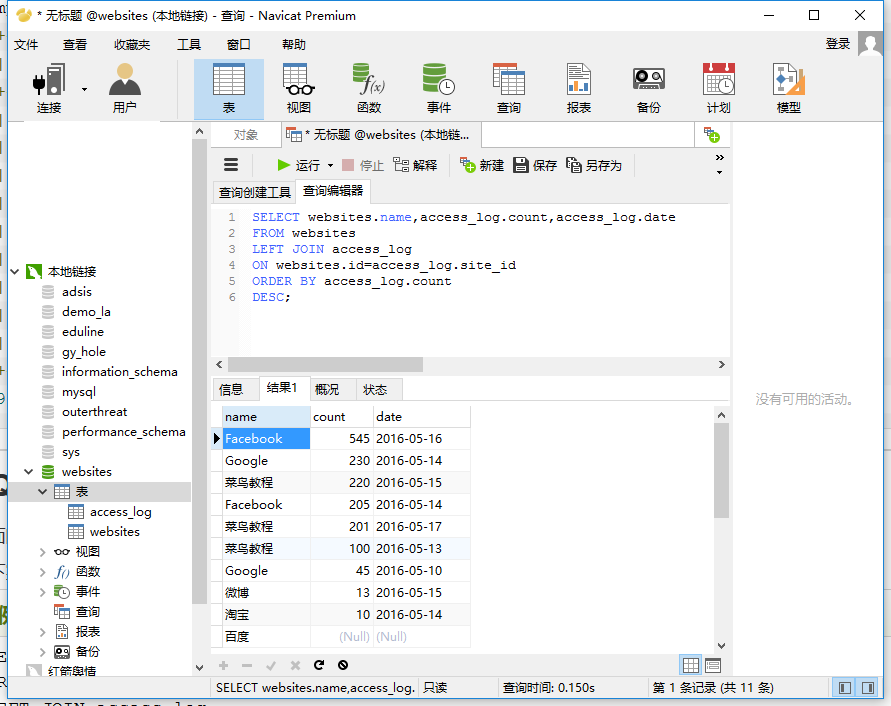 * 无标题 @websites (本地链接) - 查询 - Navicat Premium
文件 查看 收藏夹 工具 窗口 帮助 登录
连接 用户 表 视图 函数 事件 查询 报表 备份 计划 模型
对象 * 无标题 @websites (本地链...
运行 停止 解释 新建 保存 另存为
查询创建工具 查询编辑器
1 SELECT websites.name,access_log.count,access_log.date
2 FROM websites
3 LEFT JOIN access_log
4 ON websites.id=access_log.site_id
5 ORDER BY access_log.count
6 DESC;
本地链接
adsis
demo_la
eduline
gy_hole
information_schema
mysql
outerthreat
performance_schema
sys
websites
表
access_log
websites
视图
函数
事件
查询
报表
备份
红箭舆情
信息 结果1 概况 状态
name count date
Facebook 545 2016-05-16
Google 230 2016-05-14
菜鸟教程 220 2016-05-15
Facebook 205 2016-05-14
菜鸟教程 201 2016-05-17
菜鸟教程 100 2016-05-13
Google 45 2016-05-10
微博 13 2016-05-15
淘宝 10 2016-05-14
百度 (Null) (Null)
没有可用的活动。
SELECT websites.name,access_log. 只读 查询时间: 0.150s 第 1 条记录 (共 11 条)